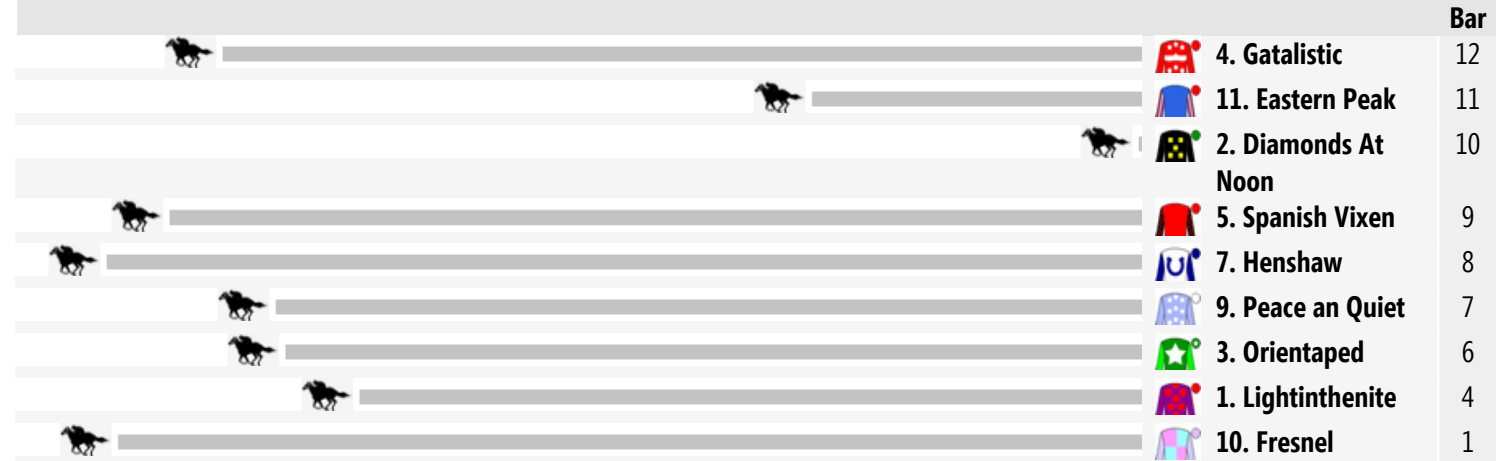 Bar
4. Gatalistic 12
11. Eastern Peak 11
2. Diamonds At 10
Noon
5. Spanish Vixen 9
7. Henshaw 8
9. Peace an Quiet 7
3. Orientaped 6
1. Lightinthenite 4
10. Fresnel 1